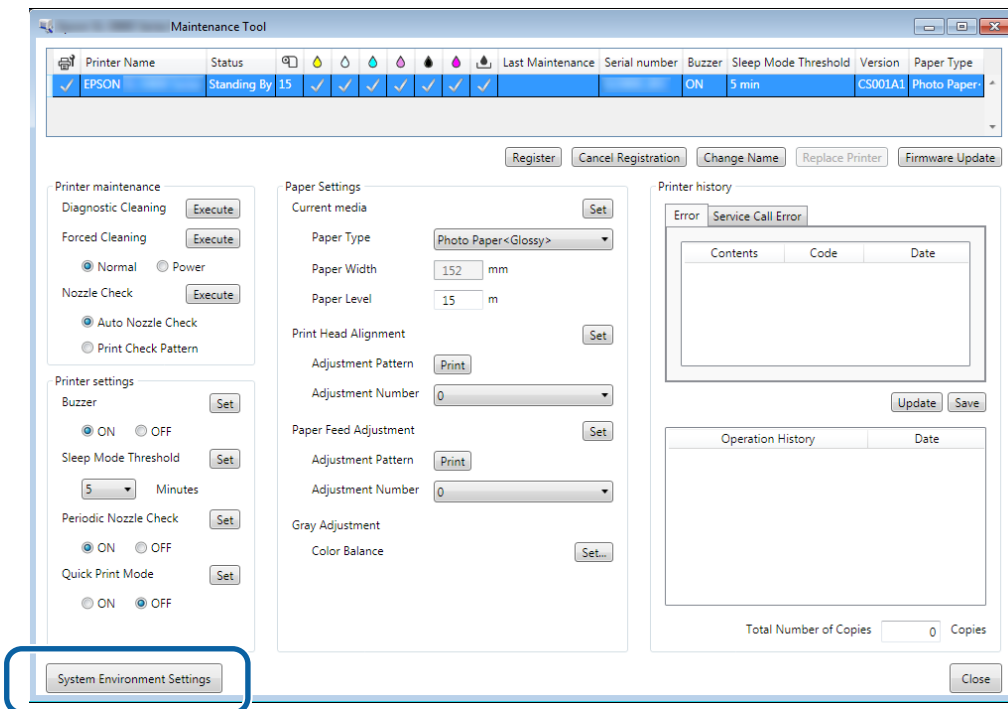 Maintenance Tool
Printer Name Status Last Maintenance Serial number Buzzer Sleep Mode Threshold Version Paper Type
EPSON Standing By 15 ON 5 min CS001A1 Photo Paper
Register Cancel Registration Change Name Replace Printer Firmware Update
Printer maintenance
Diagnostic Cleaning Execute
Forced Cleaning Execute
Normal Power
Nozzle Check Execute
Auto Nozzle Check
Print Check Pattern
Printer settings
Buzzer Set
ON OFF
Sleep Mode Threshold Set
5 Minutes
Periodic Nozzle Check Set
ON OFF
Quick Print Mode Set
ON OFF
Paper Settings
Current media Set
Paper Type Photo Paper<Glossy>
Paper Width 152 mm
Paper Level 15 m
Print Head Alignment Set
Adjustment Pattern Print
Adjustment Number 0
Paper Feed Adjustment Set
Adjustment Pattern Print
Adjustment Number 0
Gray Adjustment
Color Balance Set...
Printer history
Error Service Call Error
Contents Code Date
Update Save
Operation History Date
Total Number of Copies 0 Copies
System Environment Settings Close